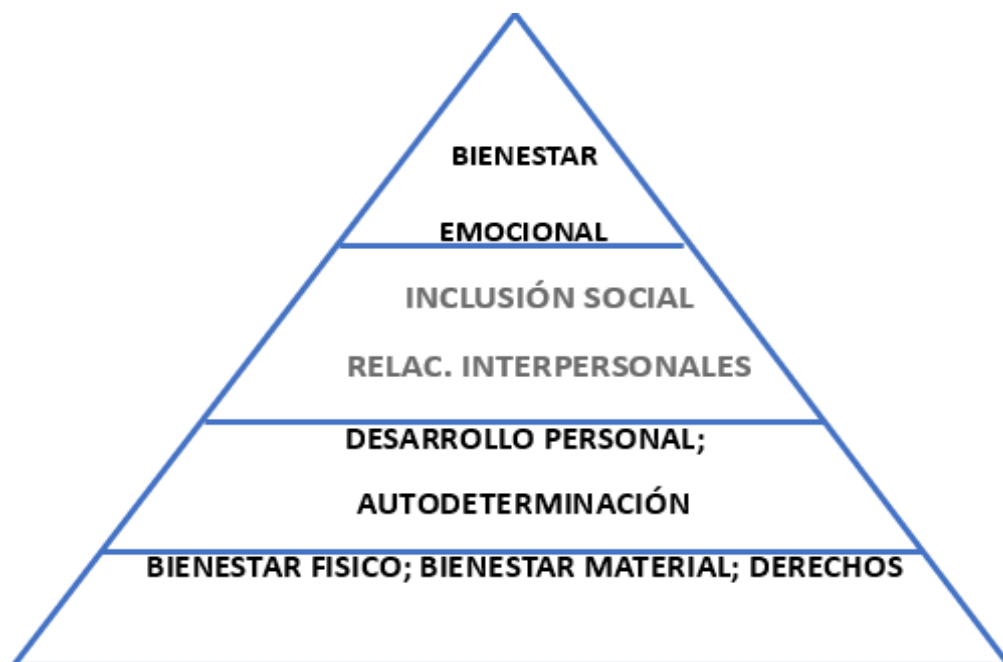 BIENESTAR
EMOCIONAL
INCLUSIÓN SOCIAL
RELAC. INTERPERSONALES
DESARROLLO PERSONAL;
AUTODETERMINACIÓN
BIENESTAR FISICO; BIENESTAR MATERIAL; DERECHOS